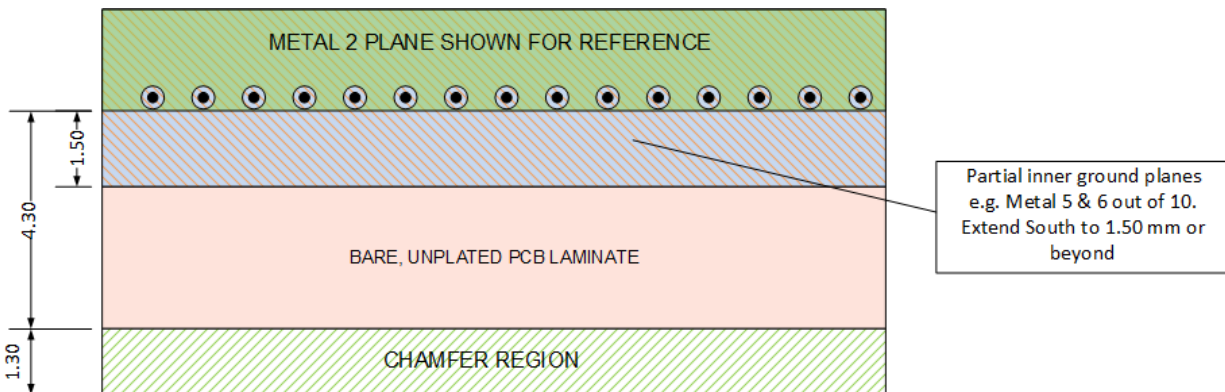 METAL 2 PLANE SHOWN FOR REFERENCE
1.50
4.30
Partial inner ground planes
e.g. Metal 5 & 6 out of 10.
Extend South to 1.50 mm or
beyond
BARE, UNPLATED PCB LAMINATE
1.30
CHAMFER REGION